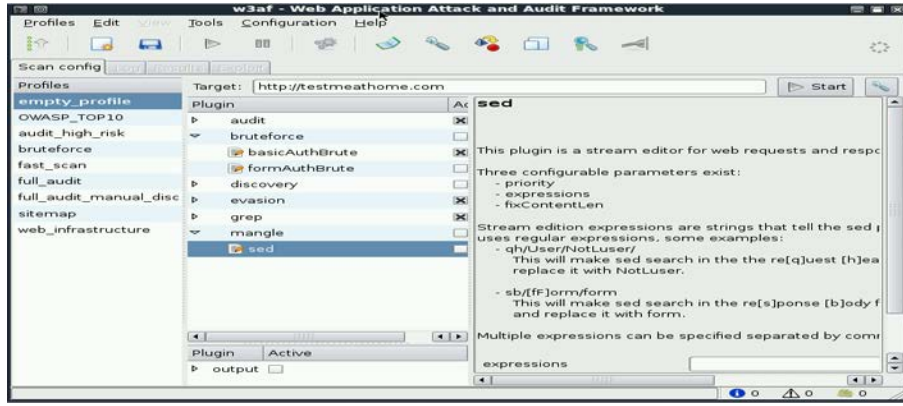 w3af - Web Application Attack and Audit Framework
Profiles Edit View Tools Configuration Help
Scan config Log Results Exploit
Profiles
empty_profile
OWASP_TOP10
audit_high_risk
bruteforce
fast_scan
full_audit
full_audit_manual_disc
sitemap
web_infrastructure
Target: http://testmeathome.com
Start
Plugin Ac
audit
bruteforce
basicAuthBrute
formAuthBrute
discovery
evasion
grep
mangle
sed
Plugin Active
output
sed
This plugin is a stream editor for web requests and respo
Three configurable parameters exist:
- priority
- expressions
- fixContentLen
Stream edition expressions are strings that tell the sed
uses regular expressions, some examples:
- qh/User/NotLuser/
This will make sed search in the the re[q]uest [h]ea
replace it with NotLuser.
- sb/[fF]orm/form
This will make sed search in the re[s]ponse [b]ody f
and replace it with form.
Multiple expressions can be specified separated by comm
expressions
0 0 0